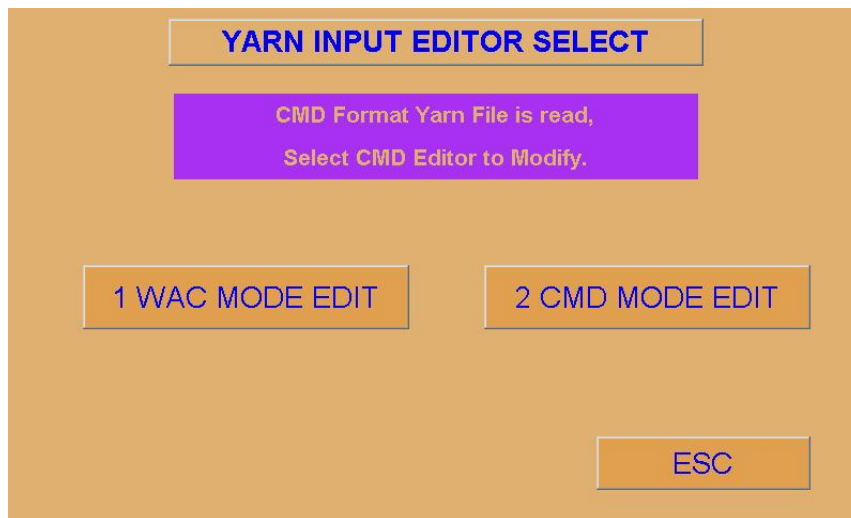 YARN INPUT EDITOR SELECT
CMD Format Yarn File is read,
Select CMD Editor to Modify.
1 WAC MODE EDIT
2 CMD MODE EDIT
ESC